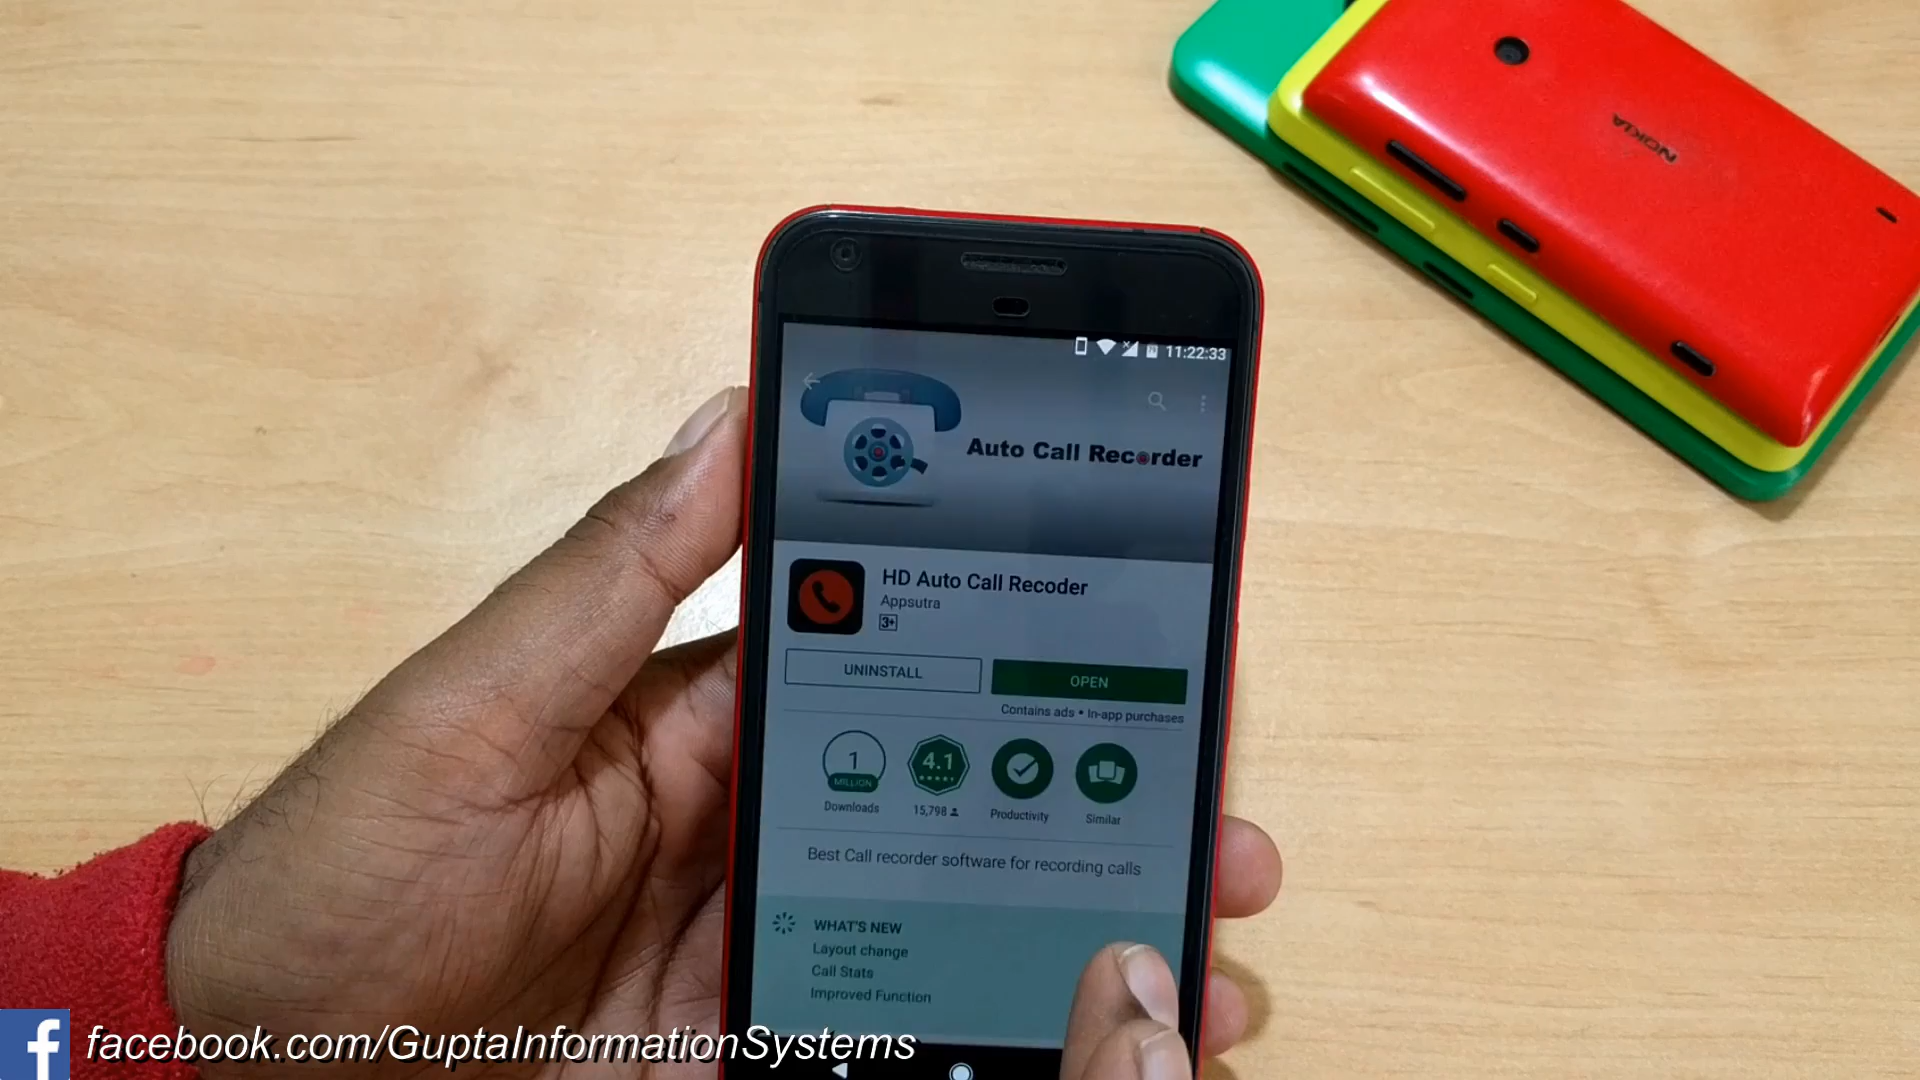 NOKIA
11:22:33
Auto Call Recorder
HD Auto Call Recoder
Appsutra
3+
UNINSTALL
OPEN
Contains ads • In-app purchases
1
MILLION
Downloads
4.1
15,798
Productivity
Similar
Best Call recorder software for recording calls
WHAT'S NEW
Layout change
Call Stats
Improved Function
f facebook.com/GuptaInformationSystems